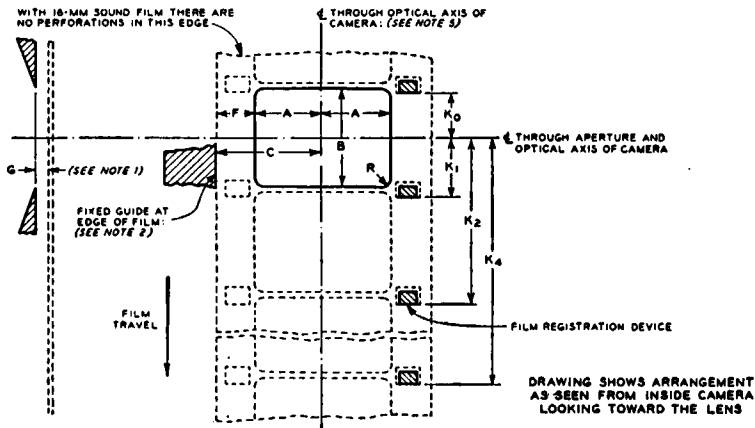 WITH 16-MM SOUND FILM THERE ARE
NO PERFORATIONS IN THIS EDGE
℄ THROUGH OPTICAL AXIS OF
CAMERA: (SEE NOTE 5)
F
A
A
K0
B
℄ THROUGH APERTURE AND
OPTICAL AXIS OF CAMERA
C
G
(SEE NOTE 1)
R
K1
K2
K4
FIXED GUIDE AT
EDGE OF FILM:
(SEE NOTE 2)
FILM
TRAVEL
FILM REGISTRATION DEVICE
DRAWING SHOWS ARRANGEMENT
AS SEEN FROM INSIDE CAMERA
LOOKING TOWARD THE LENS